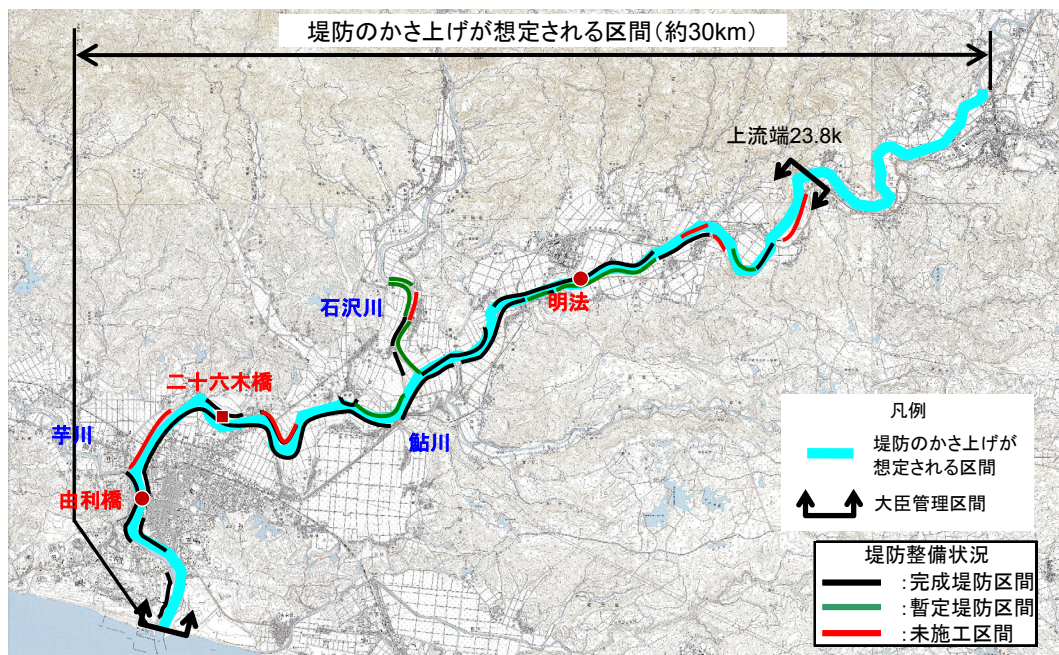 堤防のかさ上げが想定される区間(約30km)
上流端23.8k
石沢川
明法
二十六木橋
芋川
鮎川
由利橋
凡例
堤防のかさ上げが
想定される区間
大臣管理区間
堤防整備状況
:完成堤防区間
:暫定堤防区間
:未施工区間